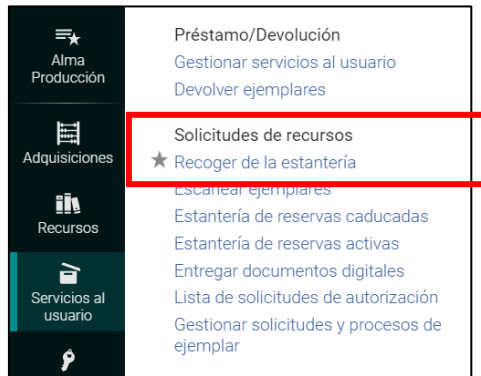 Alma
Producción
Adquisiciones
Recursos
Servicios al
usuario
Préstamo/Devolución
Gestionar servicios al usuario
Devolver ejemplares
Solicitudes de recursos
Recoger de la estantería
Escanear ejemplares
Estantería de reservas caducadas
Estantería de reservas activas
Entregar documentos digitales
Lista de solicitudes de autorización
Gestionar solicitudes y procesos de
ejemplar